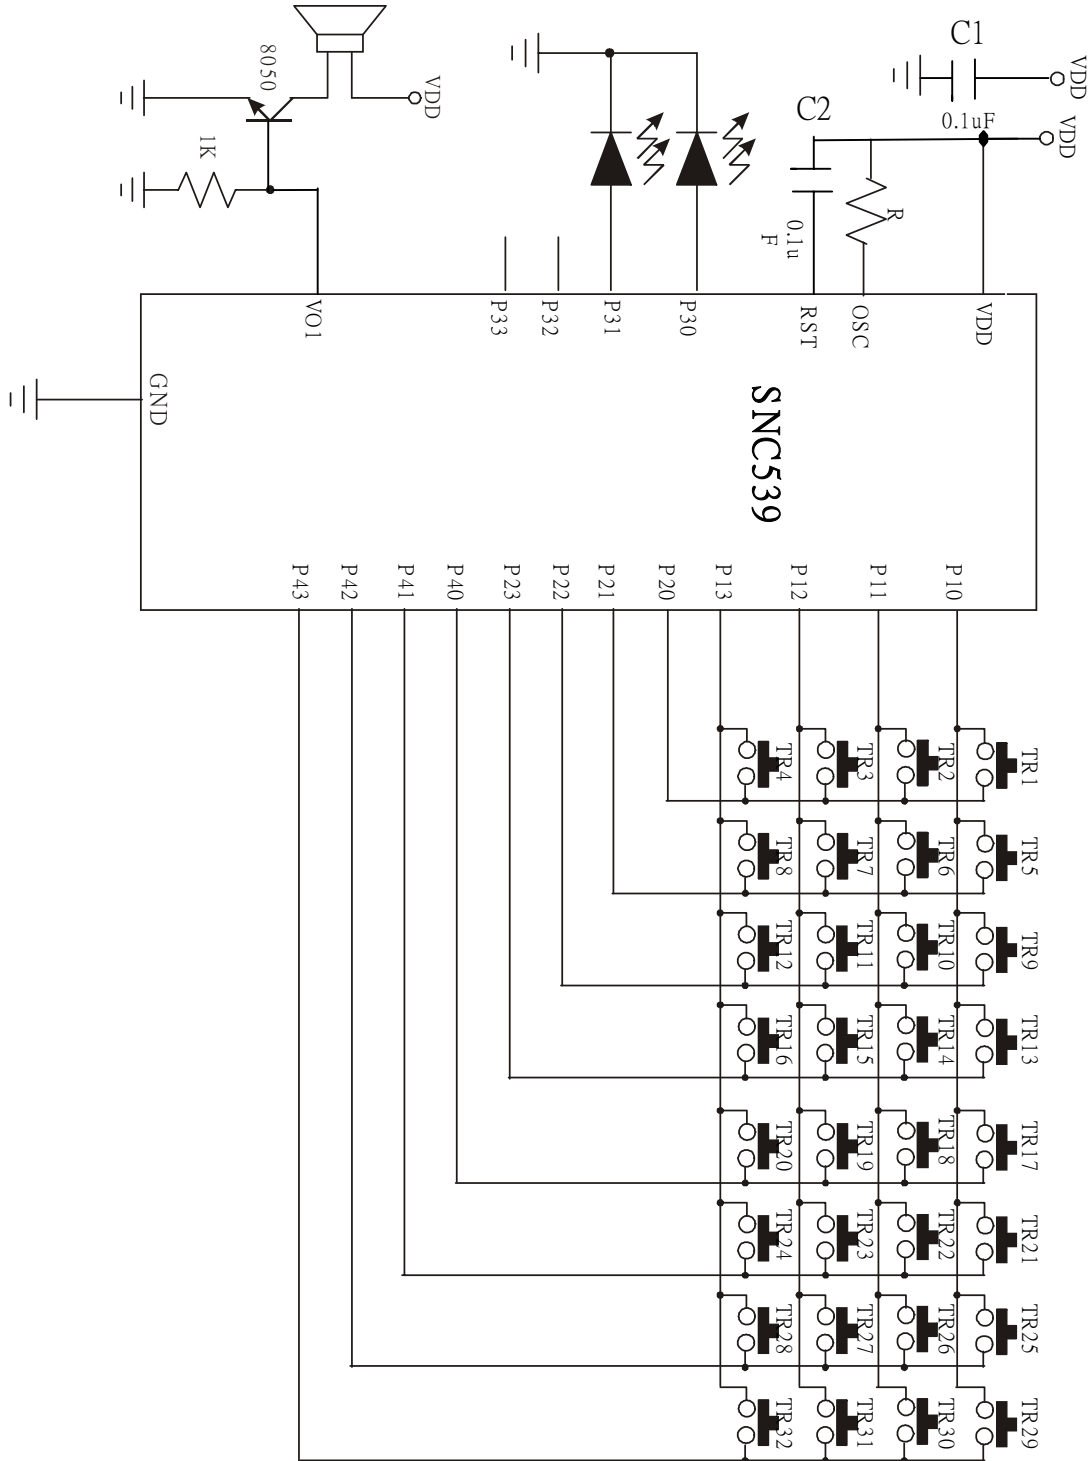 C1
VDD
0.1uF
VDD
C2
0.1u
F
R
8050
VDD
1K
VO1
P33
P32
P31
P30
RST
OSC
VDD
GND
SNC539
P43
P42
P41
P40
P23
P22
P21
P20
P13
P12
P11
P10
TR4
TR3
TR2
TR1
TR8
TR7
TR6
TR5
TR12
TR11
TR10
TR9
TR16
TR15
TR14
TR13
TR20
TR19
TR18
TR17
TR24
TR23
TR22
TR21
TR28
TR27
TR26
TR25
TR32
TR31
TR30
TR29